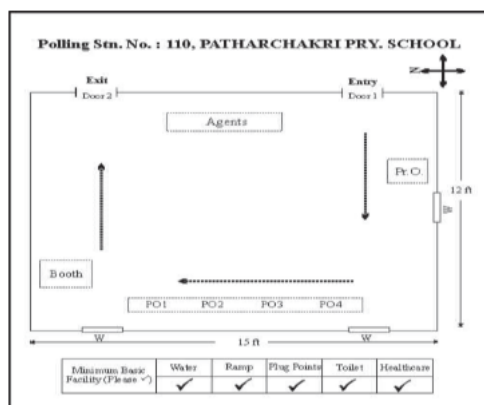 Polling Stn. No. : 110, PATHARCHAKRI PRY. SCHOOL
N
Exit
Entry
Door 2
Door 1
Agents
Pr.O.
12 ft
W
Booth
PO1 PO2 PO3 PO4
W
W
15 ft
Minimum Basic Facility (Please ✓) Water Ramp Plug Points Toilet Healthcare
✓ ✓ ✓ ✓ ✓